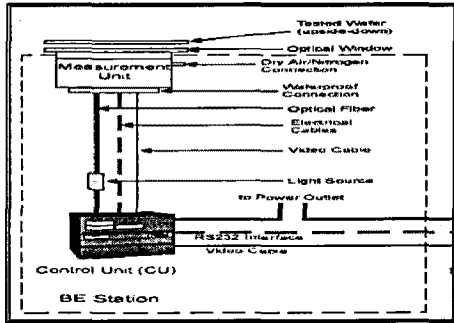 Tested Wafer
(upside-down)
Optical Window
Measurement
Unit
Dry Air/Nitrogen
Connection
Waterproof
Connection
Optical Fiber
Electrical
Cables
Video Cable
Light Source
to Power Outlet
RS232 Interface
Video Cable
Control Unit (CU)
BE Station